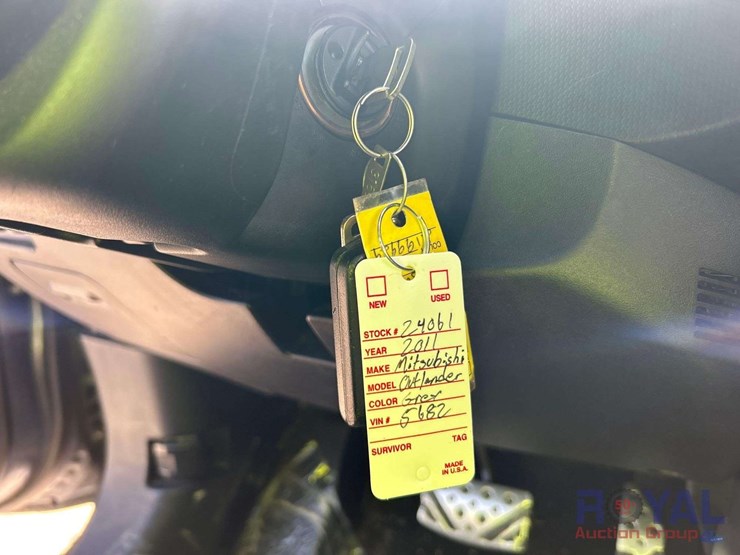 NEW USED
STOCK # 24061
YEAR 2011
MAKE Mitsubishi
MODEL Outlander
COLOR Grey
VIN # 5682
SURVIVOR TAG
MADE
IN U.S.A.
ROYAL
Auction Group